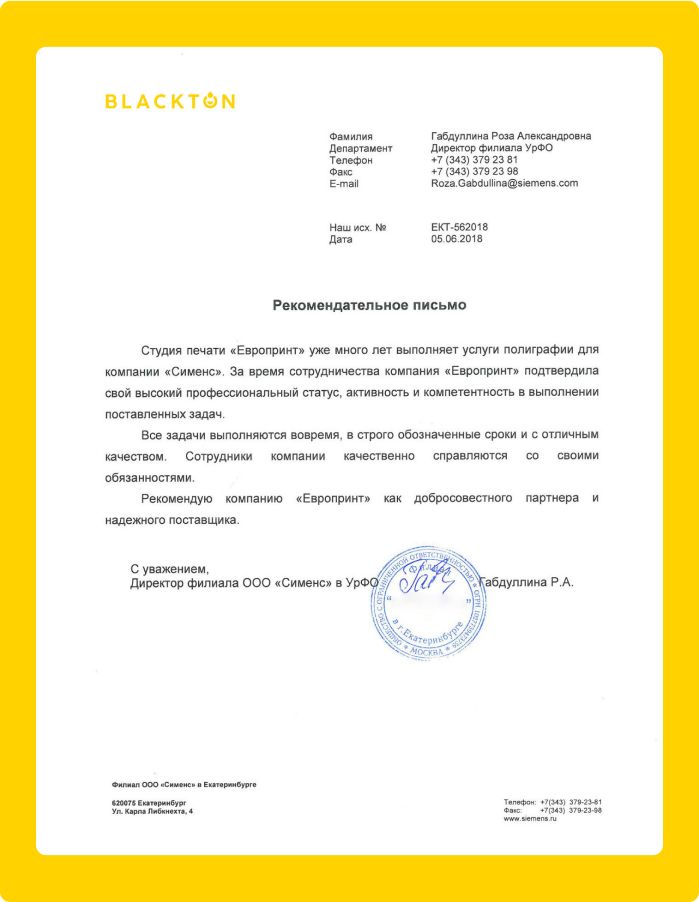 BLACKTON
Фамилия Габдуллина Роза Александровна
Департамент Директор филиала УрФО
Телефон +7 (343) 379 23 81
Факс +7 (343) 379 23 98
E-mail Roza.Gabdullina@siemens.com
Наш исх. № ЕКТ-562018
Дата 05.06.2018
Рекомендательное письмо
Студия печати «Европринт» уже много лет выполняет услуги полиграфии для
компании «Сименс». За время сотрудничества компания «Европринт» подтвердила
свой высокий профессиональный статус, активность и компетентность в выполнении
поставленных задач.
Все задачи выполняются вовремя, в строго обозначенные сроки и с отличным
качеством. Сотрудники компании качественно справляются со своими
обязанностями.
Рекомендую компанию «Европринт» как добросовестного партнера и
надежного поставщика.
С уважением,
Директор филиала ООО «Сименс» в УрФО Габдуллина Р.А.
ОБЩЕСТВО С ОГРАНИЧЕННОЙ ОТВЕТСТВЕННОСТЬЮ
Филиал
в г.Екатеринбурге
МОСКВА
Филиал ООО «Сименс» в Екатеринбурге
620075 Екатеринбург
Ул. Карла Либкнехта, 4
Телефон: +7(343) 379-23-81
Факс: +7(343) 379-23-98
www.siemens.ru